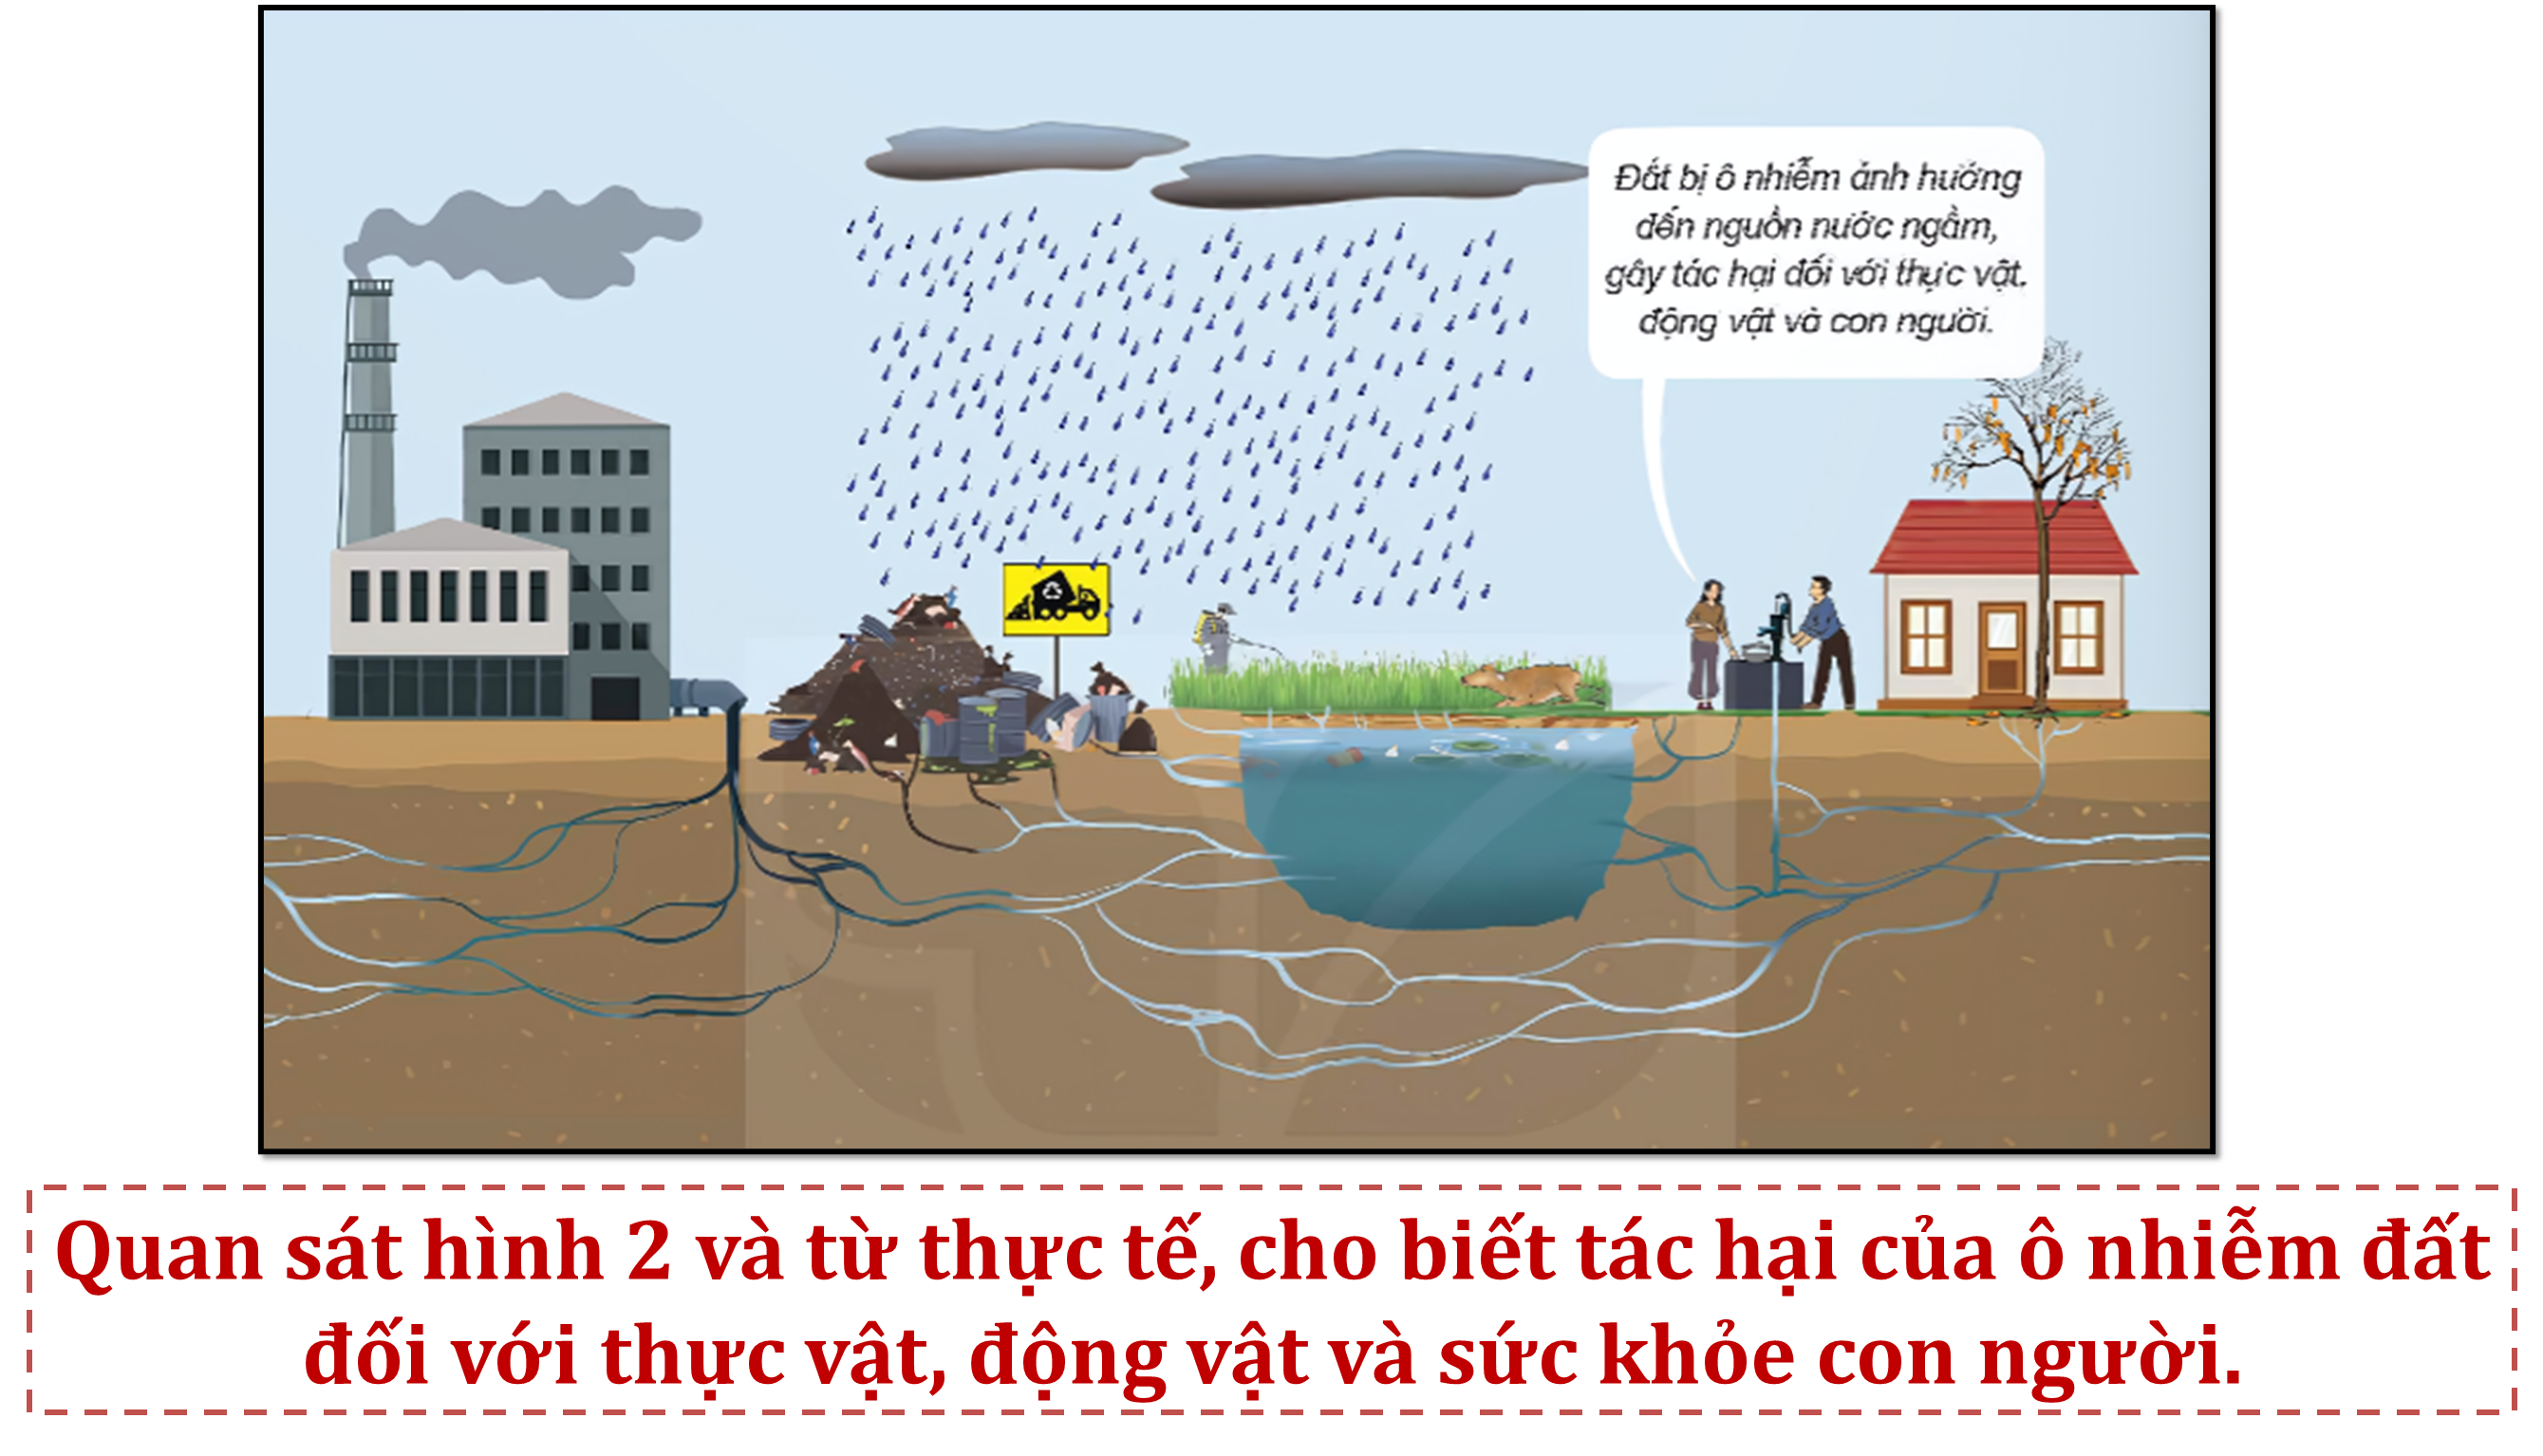 Đất bị ô nhiễm ảnh hưởng
đến nguồn nước ngầm,
gây tác hại đối với thực vật.
động vật và con người.
Quan sát hình 2 và từ thực tế, cho biết tác hại của ô nhiễm đất
đối với thực vật, động vật và sức khỏe con người.